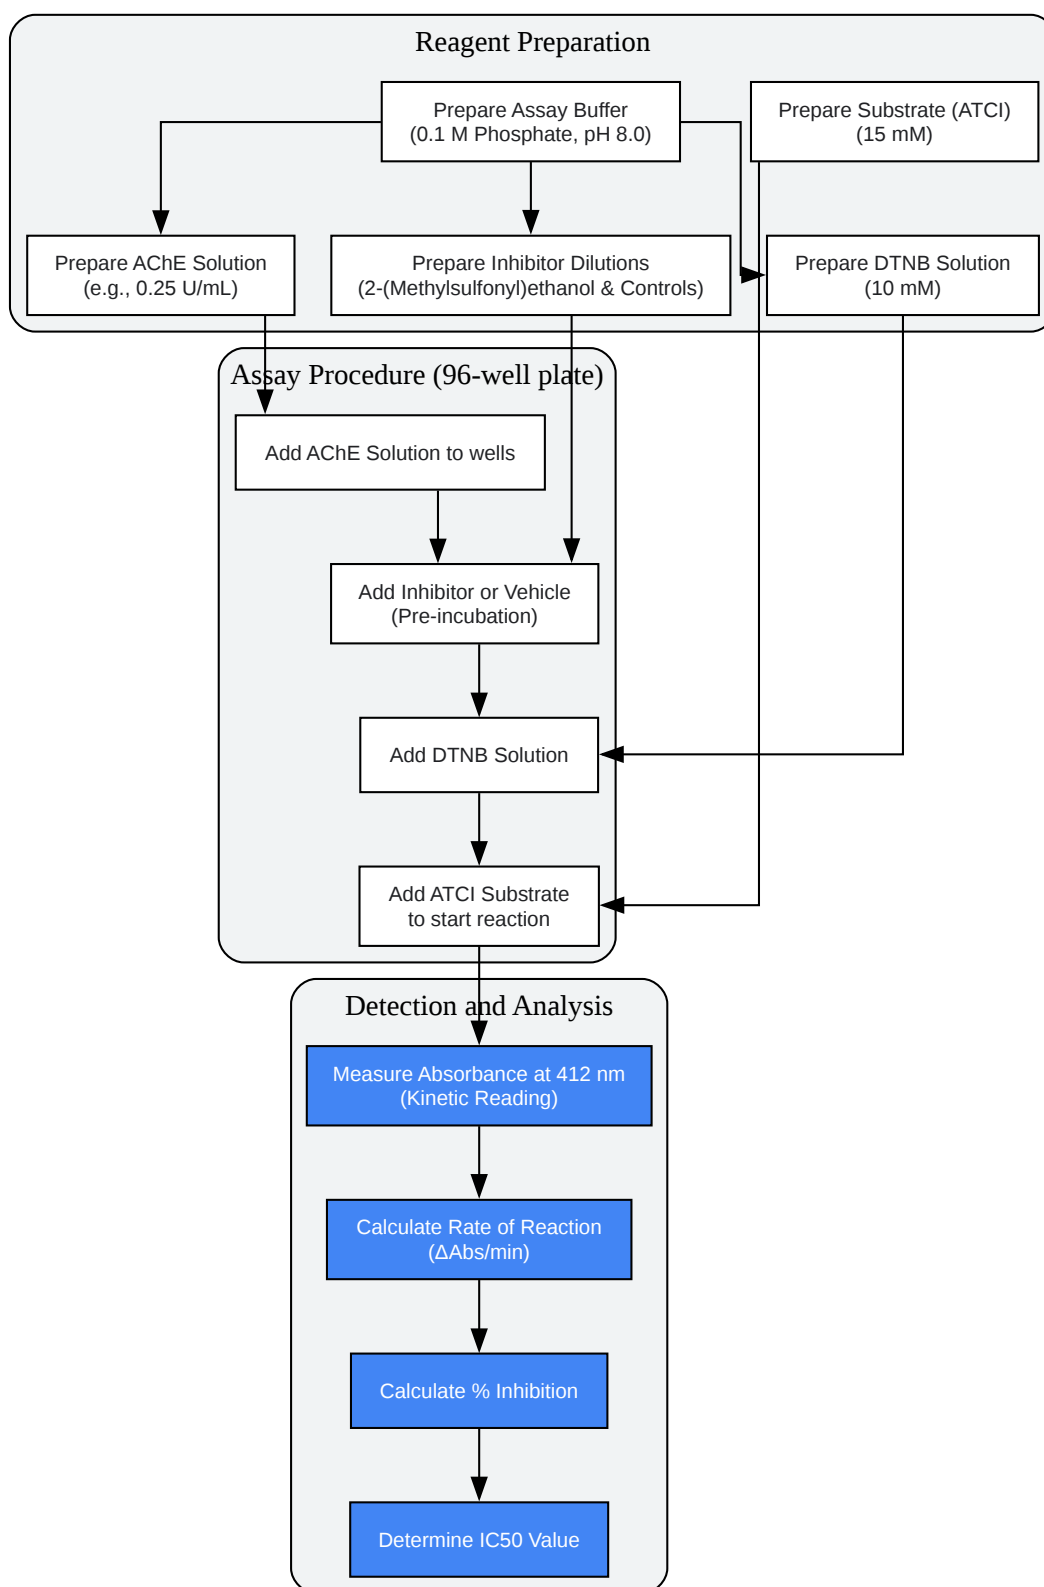 Reagent Preparation
Prepare Assay Buffer
(0.1 M Phosphate, pH 8.0)
Prepare Substrate (ATCI)
(15 mM)
Prepare AChE Solution
(e.g., 0.25 U/mL)
Prepare Inhibitor Dilutions
(2-(Methylsulfonyl)ethanol & Controls)
Prepare DTNB Solution
(10 mM)
Assay Procedure (96-well plate)
Add AChE Solution to wells
Add Inhibitor or Vehicle
(Pre-incubation)
Add DTNB Solution
Add ATCI Substrate
to start reaction
Detection and Analysis
Measure Absorbance at 412 nm
(Kinetic Reading)
Calculate Rate of Reaction
(ΔAbs/min)
Calculate % Inhibition
Determine IC50 Value